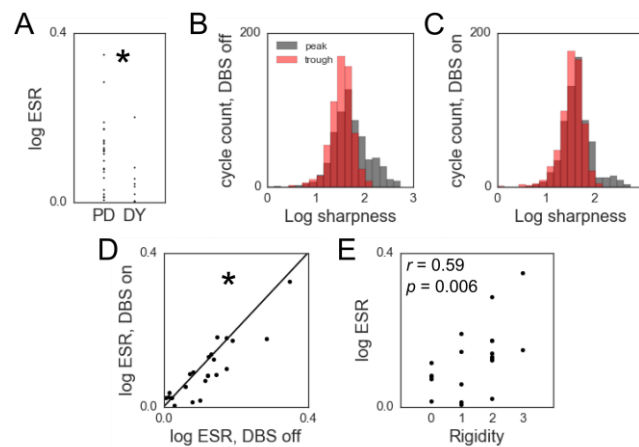 A
log ESR
0.4
0.0
PD DY
*
B
cycle count, DBS off
200
0
peak
trough
0 1 2 3
Log sharpness
C
cycle count, DBS on
200
0
0 1 2
Log sharpness
D
log ESR, DBS on
0.4
0.0
*
0.4
log ESR, DBS off
E
log ESR
0.4
0.0
r = 0.59
p = 0.006
0 1 2 3
Rigidity